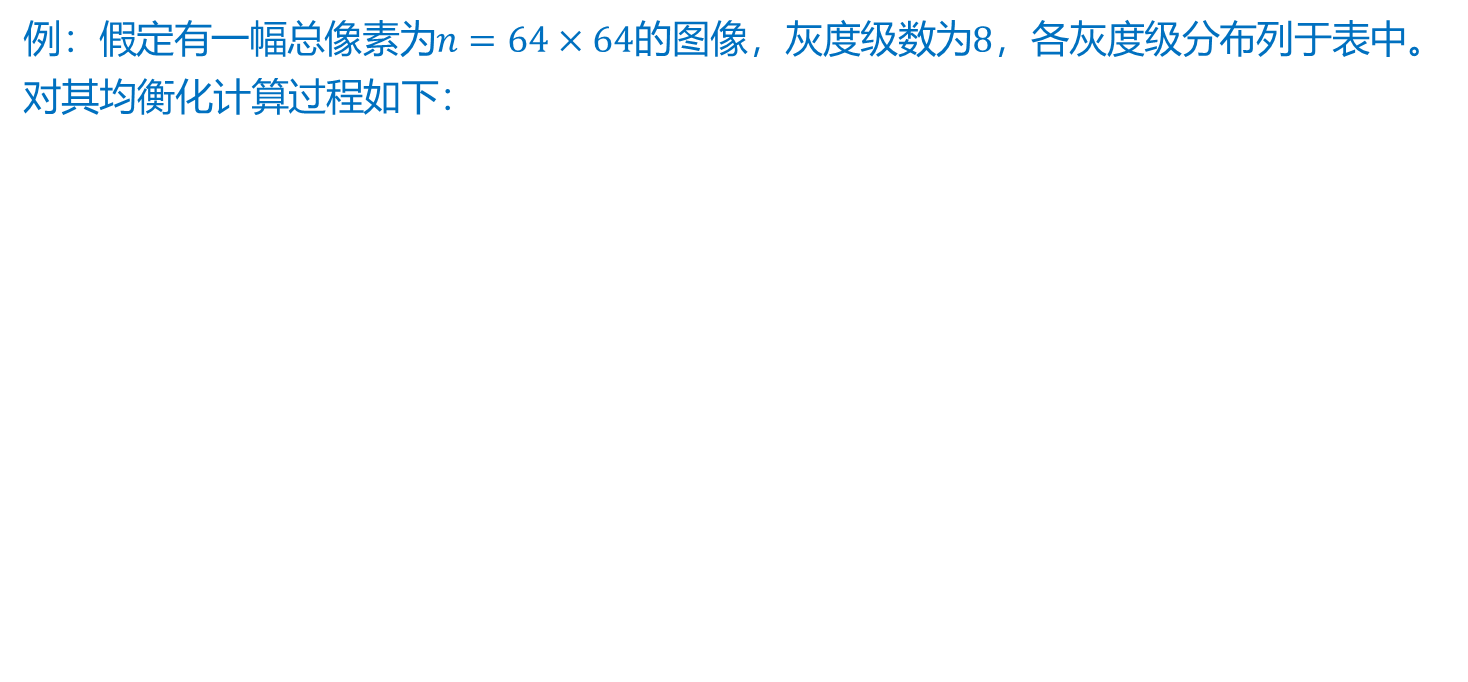 例：假定有一幅总像素为n = 64 × 64的图像，灰度级数为8，各灰度级分布列于表中。
对其均衡化计算过程如下：